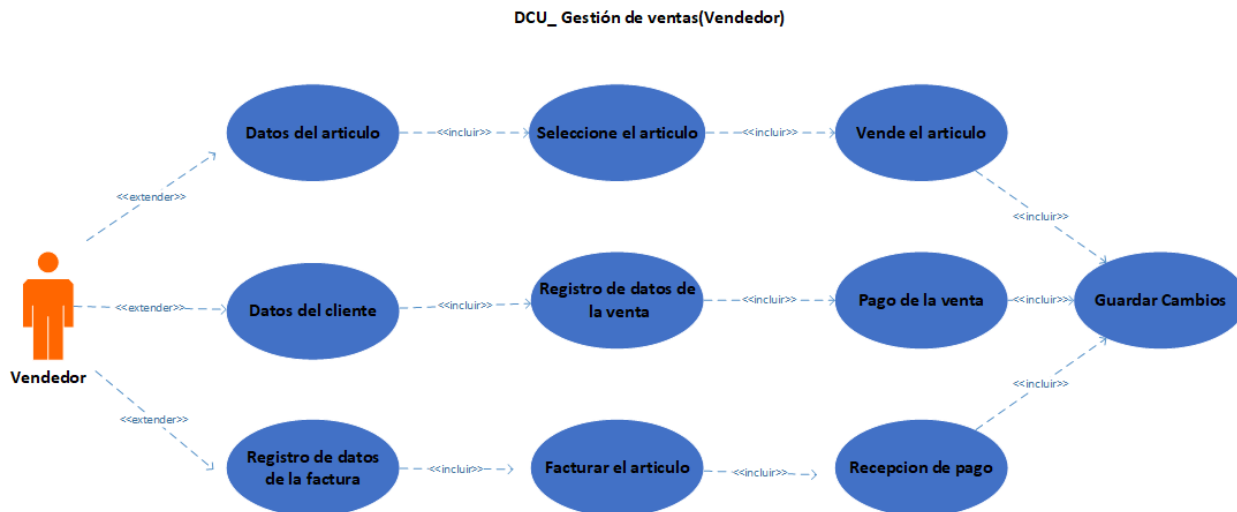 DCU_ Gestión de ventas(Vendedor)
Datos del articulo
<<incluir>>
Seleccione el articulo
<<incluir>>
Vende el articulo
<<extender>>
<<incluir>>
Vendedor
<<extender>>
Datos del cliente
<<incluir>>
Registro de datos de
la venta
<<incluir>>
Pago de la venta
<<incluir>>
Guardar Cambios
<<extender>>
<<incluir>>
Registro de datos
de la factura
<<incluir>>
Facturar el articulo
<<incluir>>
Recepcion de pago